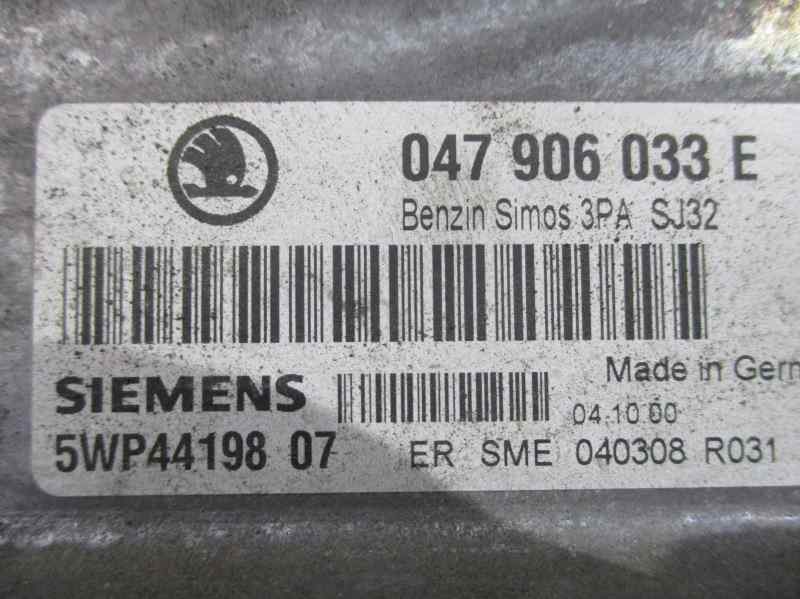 047 906 033 E
Benzin Simos 3PA SJ32
Made in Germ
SIEMENS
04.10.00
5WP44198 07 ER SME 040308 R031